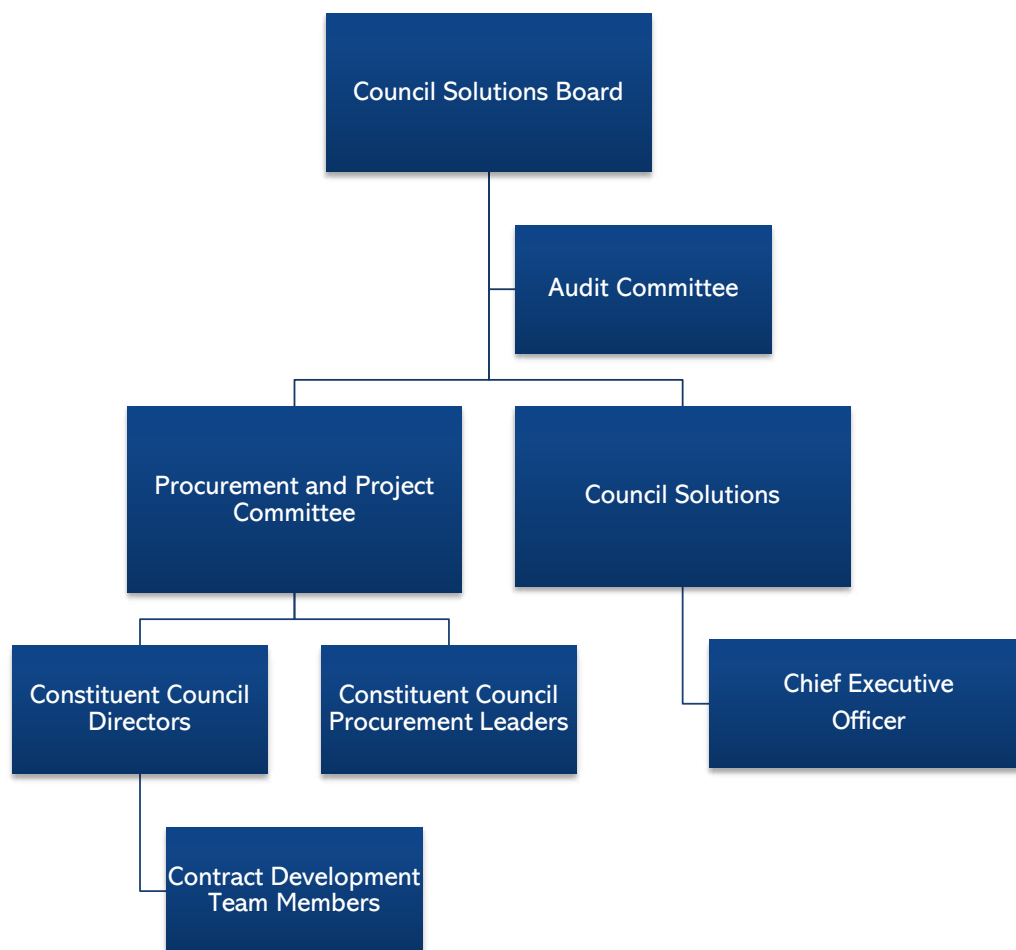 Council Solutions Board
Audit Committee
Procurement and Project
Committee
Council Solutions
Constituent Council
Directors
Constituent Council
Procurement Leaders
Chief Executive
Officer
Contract Development
Team Members